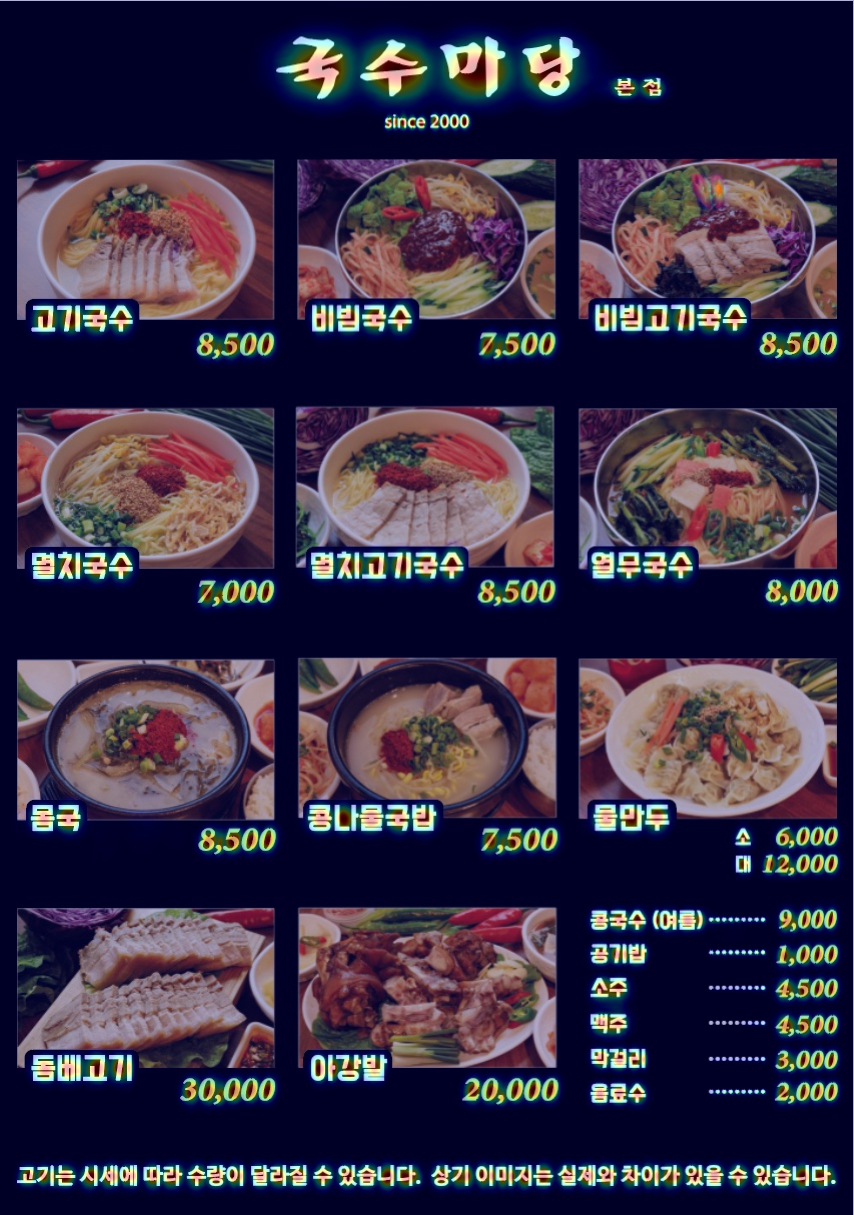 국수마당 본점
since 2000
고기국수
8,500
비빔국수
7,500
비빔고기국수
8,500
멸치국수
7,000
멸치고기국수
8,500
열무국수
8,000
몸국
8,500
콩나물국밥
7,500
물만두
소 6,000
대 12,000
돔베고기
30,000
아강발
20,000
콩국수 (여름) ········· 9,000
공기밥 ········· 1,000
소주 ········· 4,500
맥주 ········· 4,500
막걸리 ········· 3,000
음료수 ········· 2,000
고기는 시세에 따라 수량이 달라질 수 있습니다. 상기 이미지는 실제와 차이가 있을 수 있습니다.